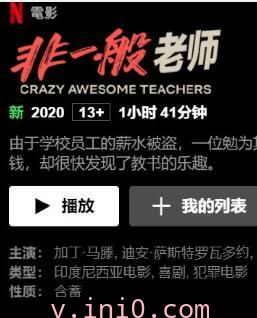 N 電影
非一般老师
CRAZY AWESOME TEACHERS
新 2020 13+ 1小时 41分钟
由于学校员工的薪水被盗，一位勉为其
钱，却很快发现了教书的乐趣。
▶ 播放 + 我的列表
主演： 加丁·马滕, 迪安·萨斯特罗瓦多约,
类型： 印度尼西亚电影, 喜剧, 犯罪电影
性质： 含蓄
v.ini0.com